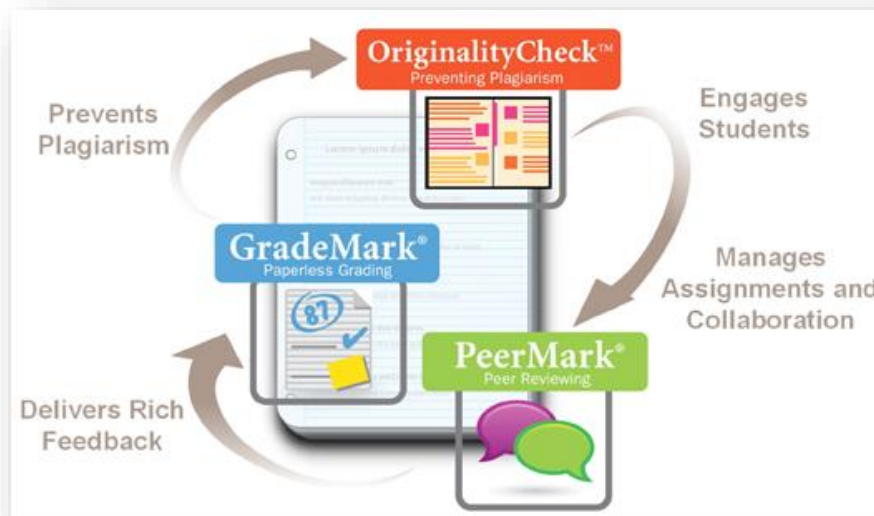 OriginalityCheck™
Preventing Plagiarism
Prevents
Plagiarism
Engages
Students
GradeMark®
Paperless Grading
87
Manages
Assignments and
Collaboration
PeerMark®
Peer Reviewing
Delivers Rich
Feedback